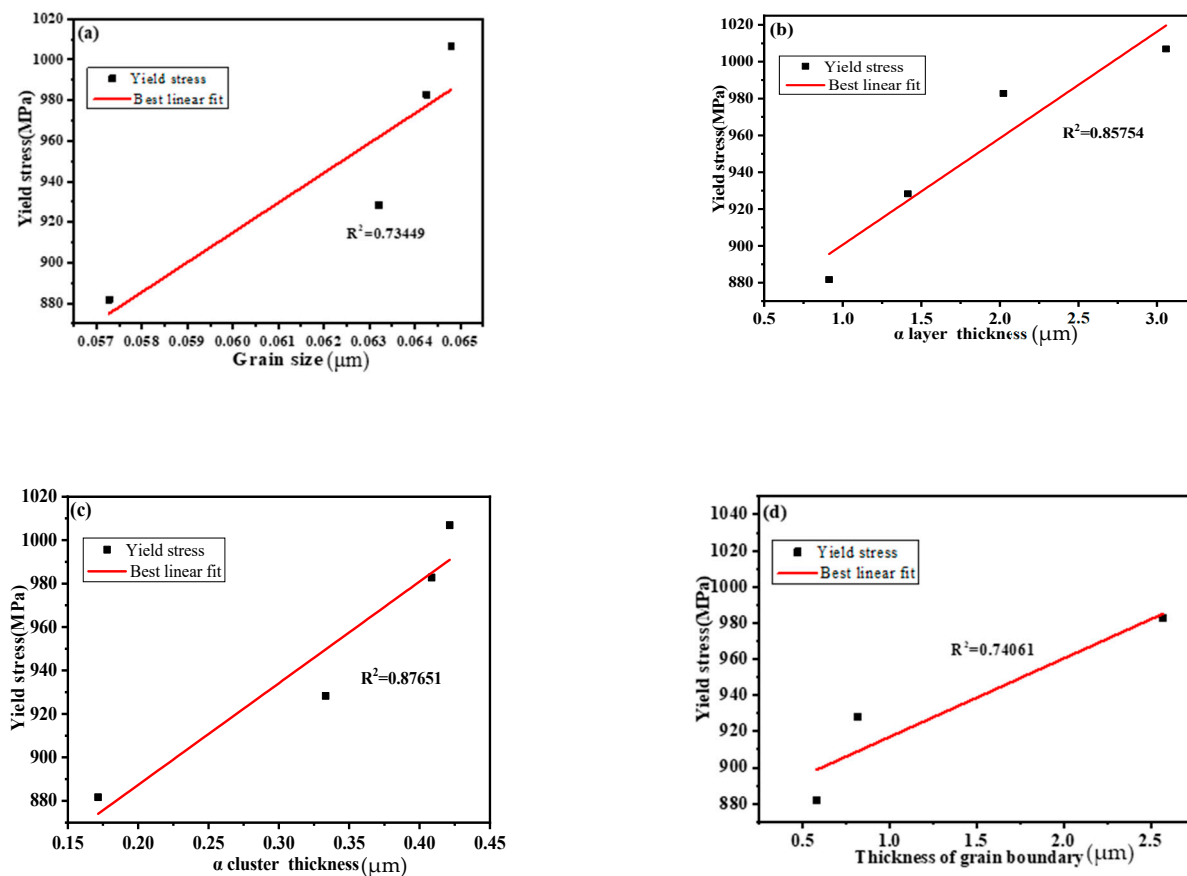 (a)
1020
1000
980
960
940
920
900
880
Yield stress(MPa)
Yield stress
Best linear fit
R²=0.73449
0.057 0.058 0.059 0.060 0.061 0.062 0.063 0.064 0.065
Grain size (μm)
(b)
1020
1000
980
960
940
920
900
880
Yield stress(MPa)
Yield stress
Best linear fit
R²=0.85754
0.5 1.0 1.5 2.0 2.5 3.0
α layer thickness (μm)
(c)
1020
1000
980
960
940
920
900
880
Yield stress(MPa)
Yield stress
Best linear fit
R²=0.87651
0.15 0.20 0.25 0.30 0.35 0.40 0.45
α cluster thickness (μm)
(d)
1040
1020
1000
980
960
940
920
900
880
Yield stress(MPa)
Yield stress
Best linear fit
R²=0.74061
0.5 1.0 1.5 2.0 2.5
Thickness of grain boundary (μm)